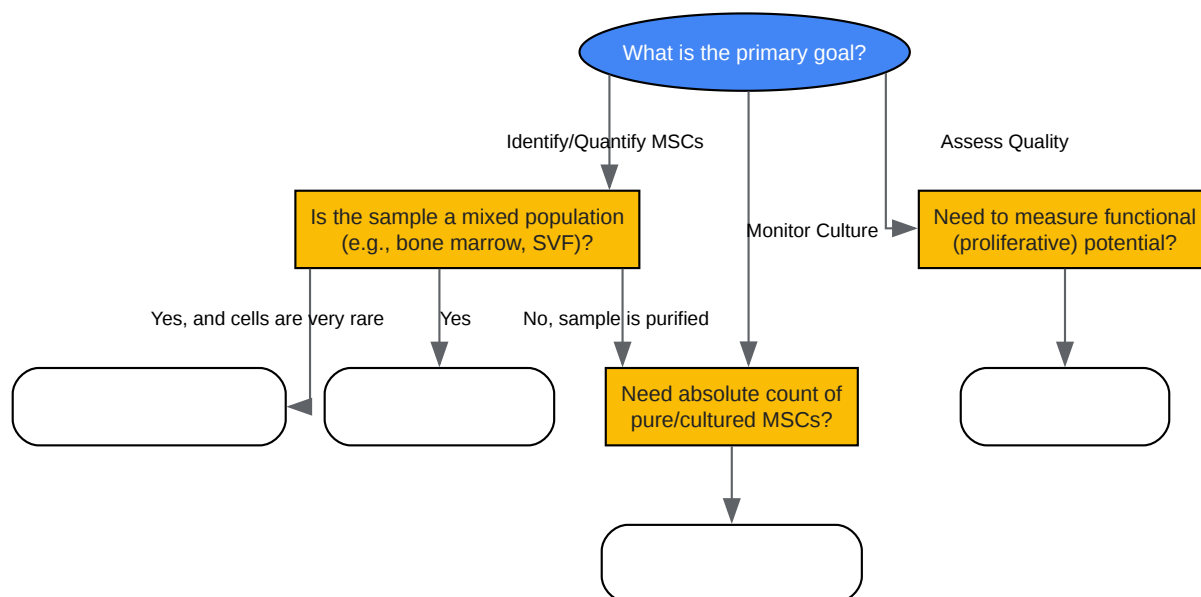 What is the primary goal?
Identify/Quantify MSCs
Assess Quality
Is the sample a mixed population
(e.g., bone marrow, SVF)?
Monitor Culture
Need to measure functional
(proliferative) potential?
Yes, and cells are very rare
Yes
No, sample is purified
Need absolute count of
pure/cultured MSCs?